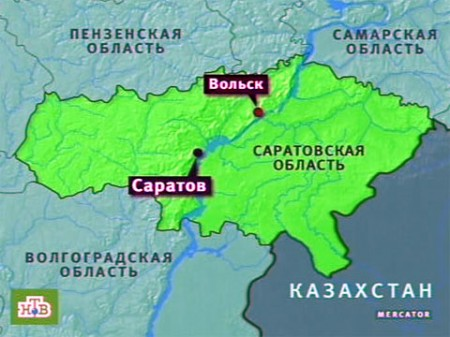 ПЕНЗЕНСКАЯ
ОБЛАСТЬ
САМАРСКАЯ
ОБЛАСТЬ
Вольск
САРАТОВСКАЯ
ОБЛАСТЬ
Саратов
ВОЛГОГРАДСКАЯ
ОБЛАСТЬ
КАЗАХСТАН
НТВ
MERCATOR